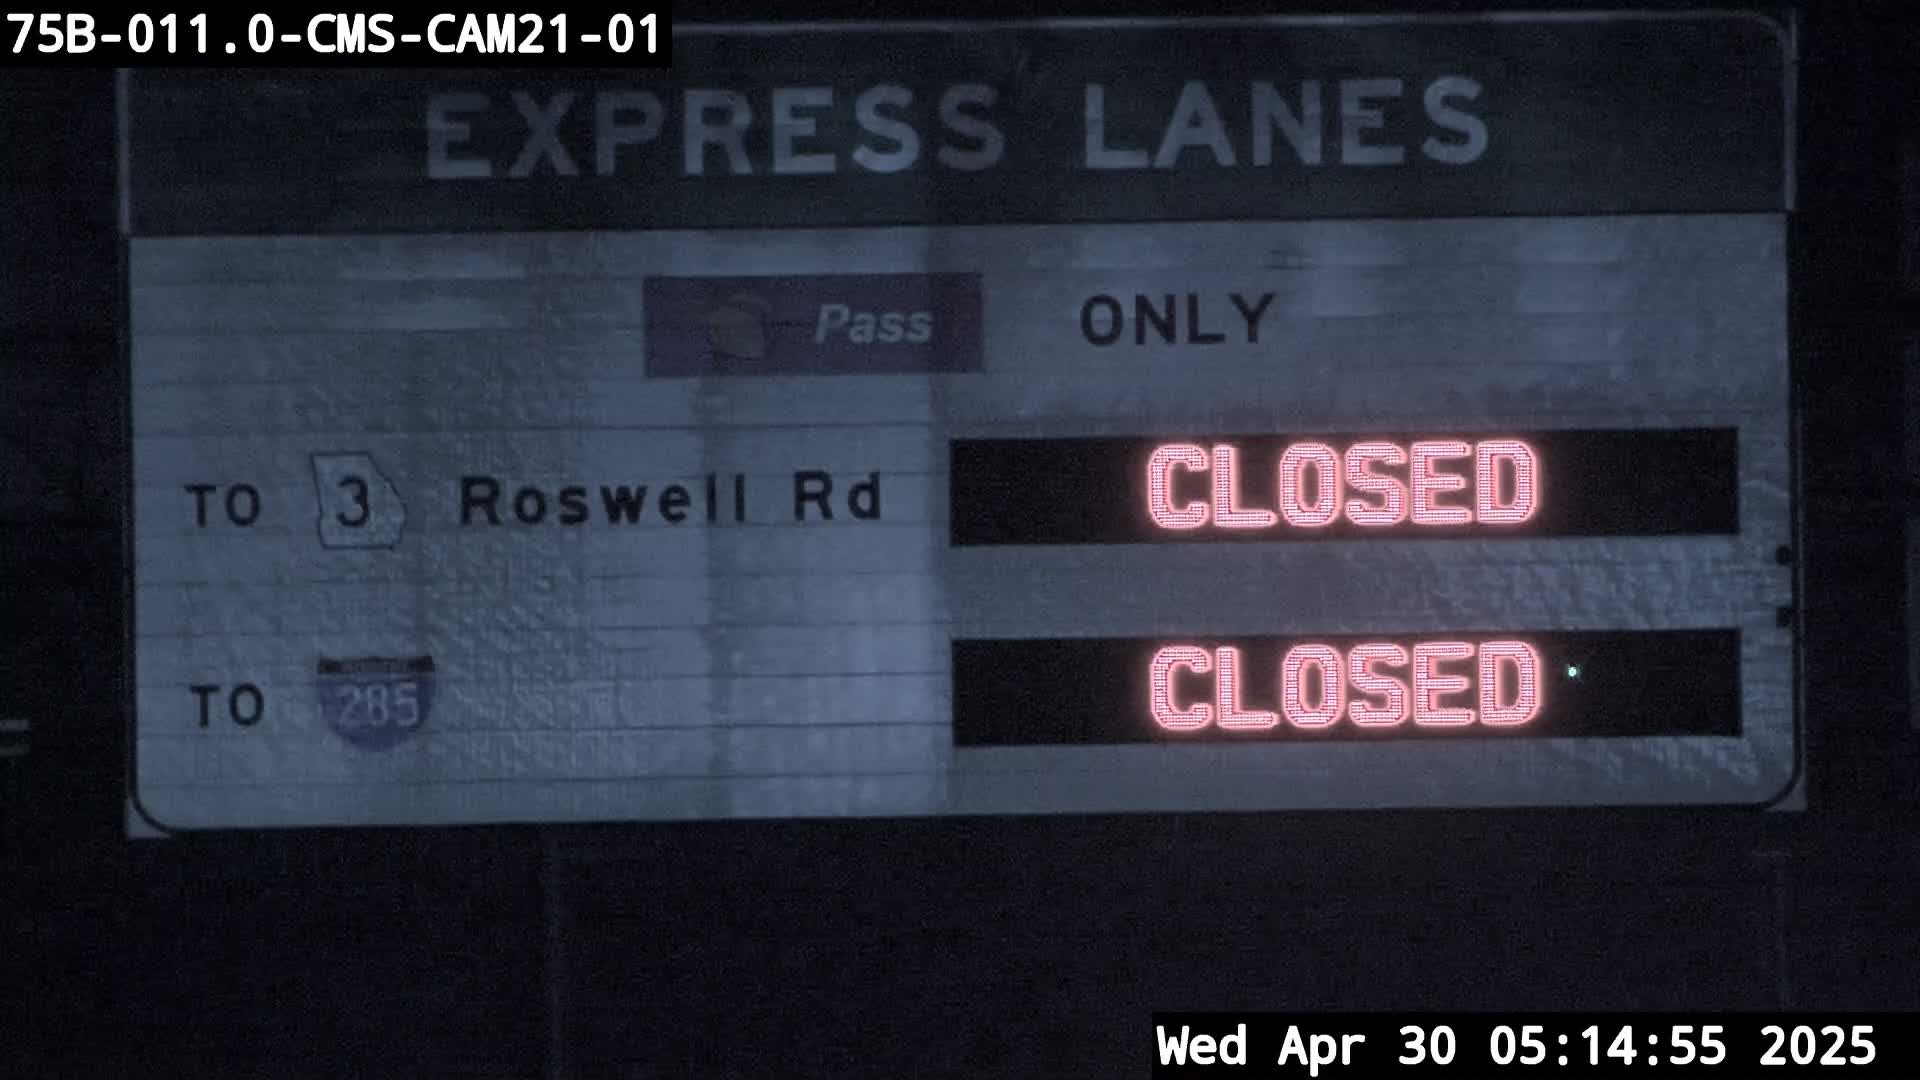 75B-011.0-CMS-CAM21-01
EXPRESS LANES
Pass ONLY
TO 3 Roswell Rd CLOSED
TO 285 CLOSED
Wed Apr 30 05:14:55 2025